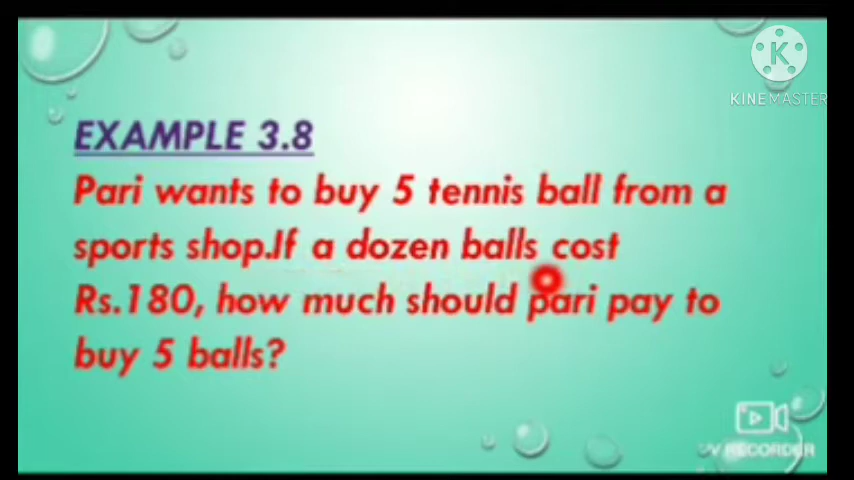 KINEMASTER
EXAMPLE 3.8
Pari wants to buy 5 tennis ball from a
sports shop.If a dozen balls cost
Rs.180, how much should pari pay to
buy 5 balls?
RECORDER